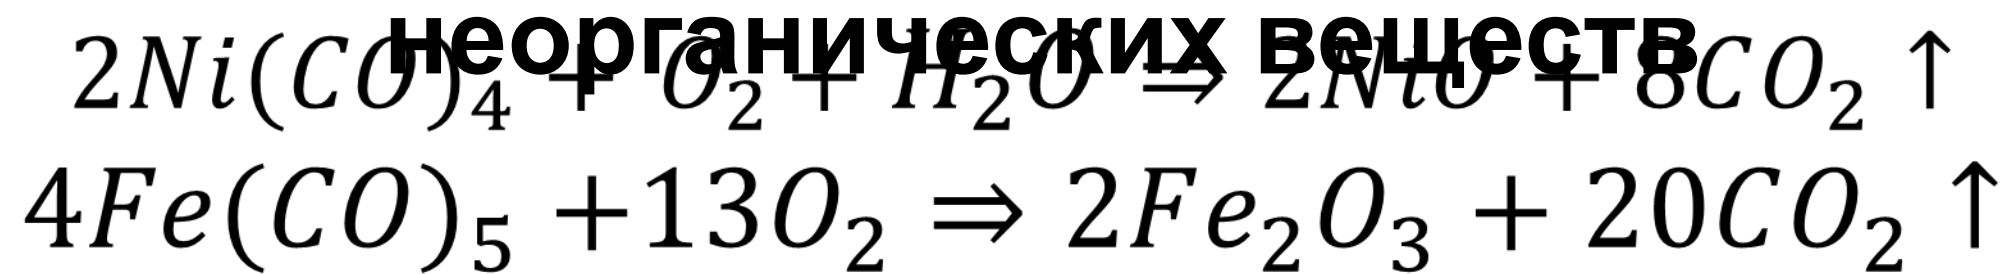 неорганических веществ
2Ni(CO)₄ + O₂ + H₂O ⇒ 2NiO + 8CO₂ ↑
4Fe(CO)₅ +13O₂ ⇒ 2Fe₂O₃ + 20CO₂ ↑